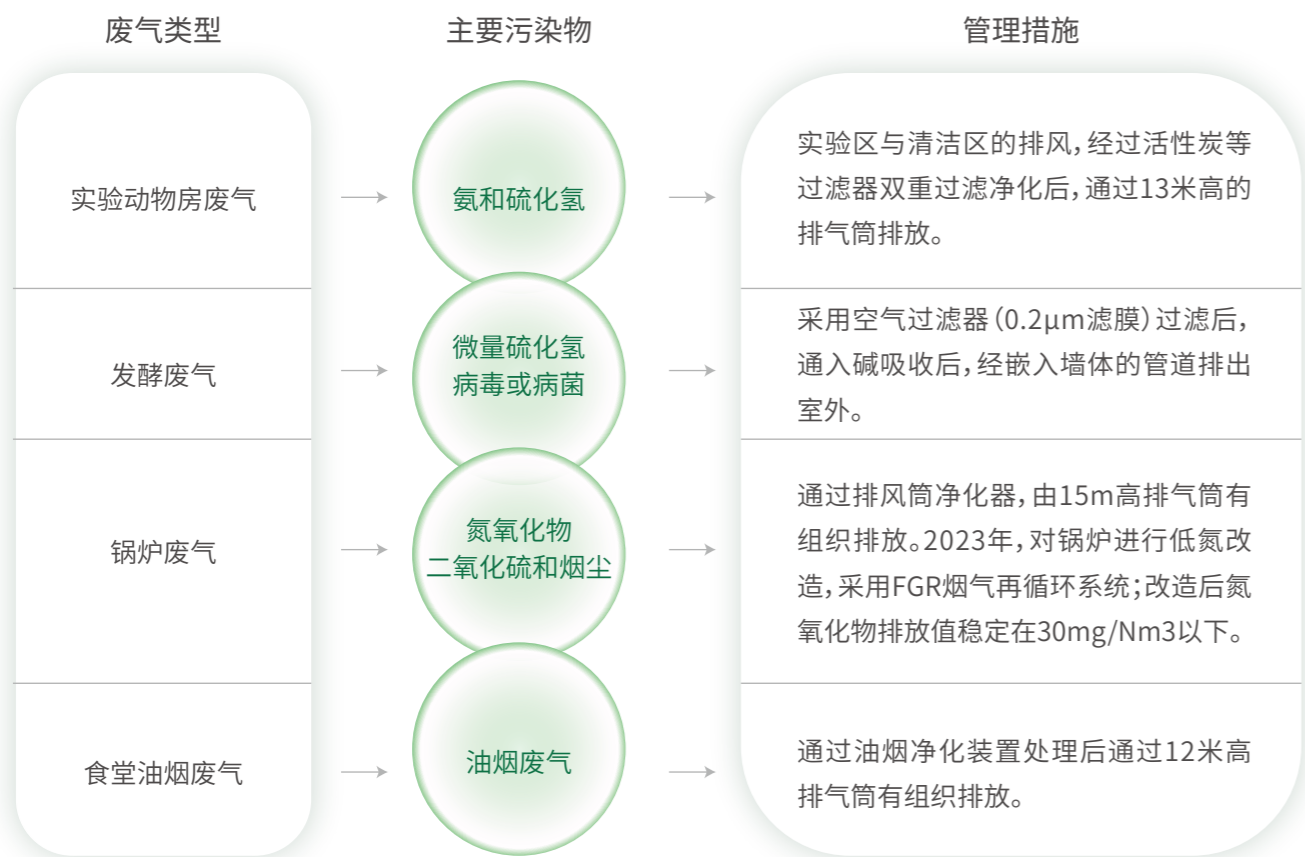 废气类型
主要污染物
管理措施
实验动物房废气
氨和硫化氢
实验区与清洁区的排风，经过活性炭等
过滤器双重过滤净化后，通过13米高的
排气筒排放。
发酵废气
微量硫化氢
病毒或病菌
采用空气过滤器（0.2μm滤膜）过滤后，
通入碱吸收后，经嵌入墙体的管道排出
室外。
锅炉废气
氮氧化物
二氧化硫和烟尘
通过排风筒净化器，由15m高排气筒有
组织排放。2023年，对锅炉进行低氮改
造，采用FGR烟气再循环系统；改造后氮
氧化物排放值稳定在30mg/Nm3以下。
食堂油烟废气
油烟废气
通过油烟净化装置处理后通过12米高
排气筒有组织排放。